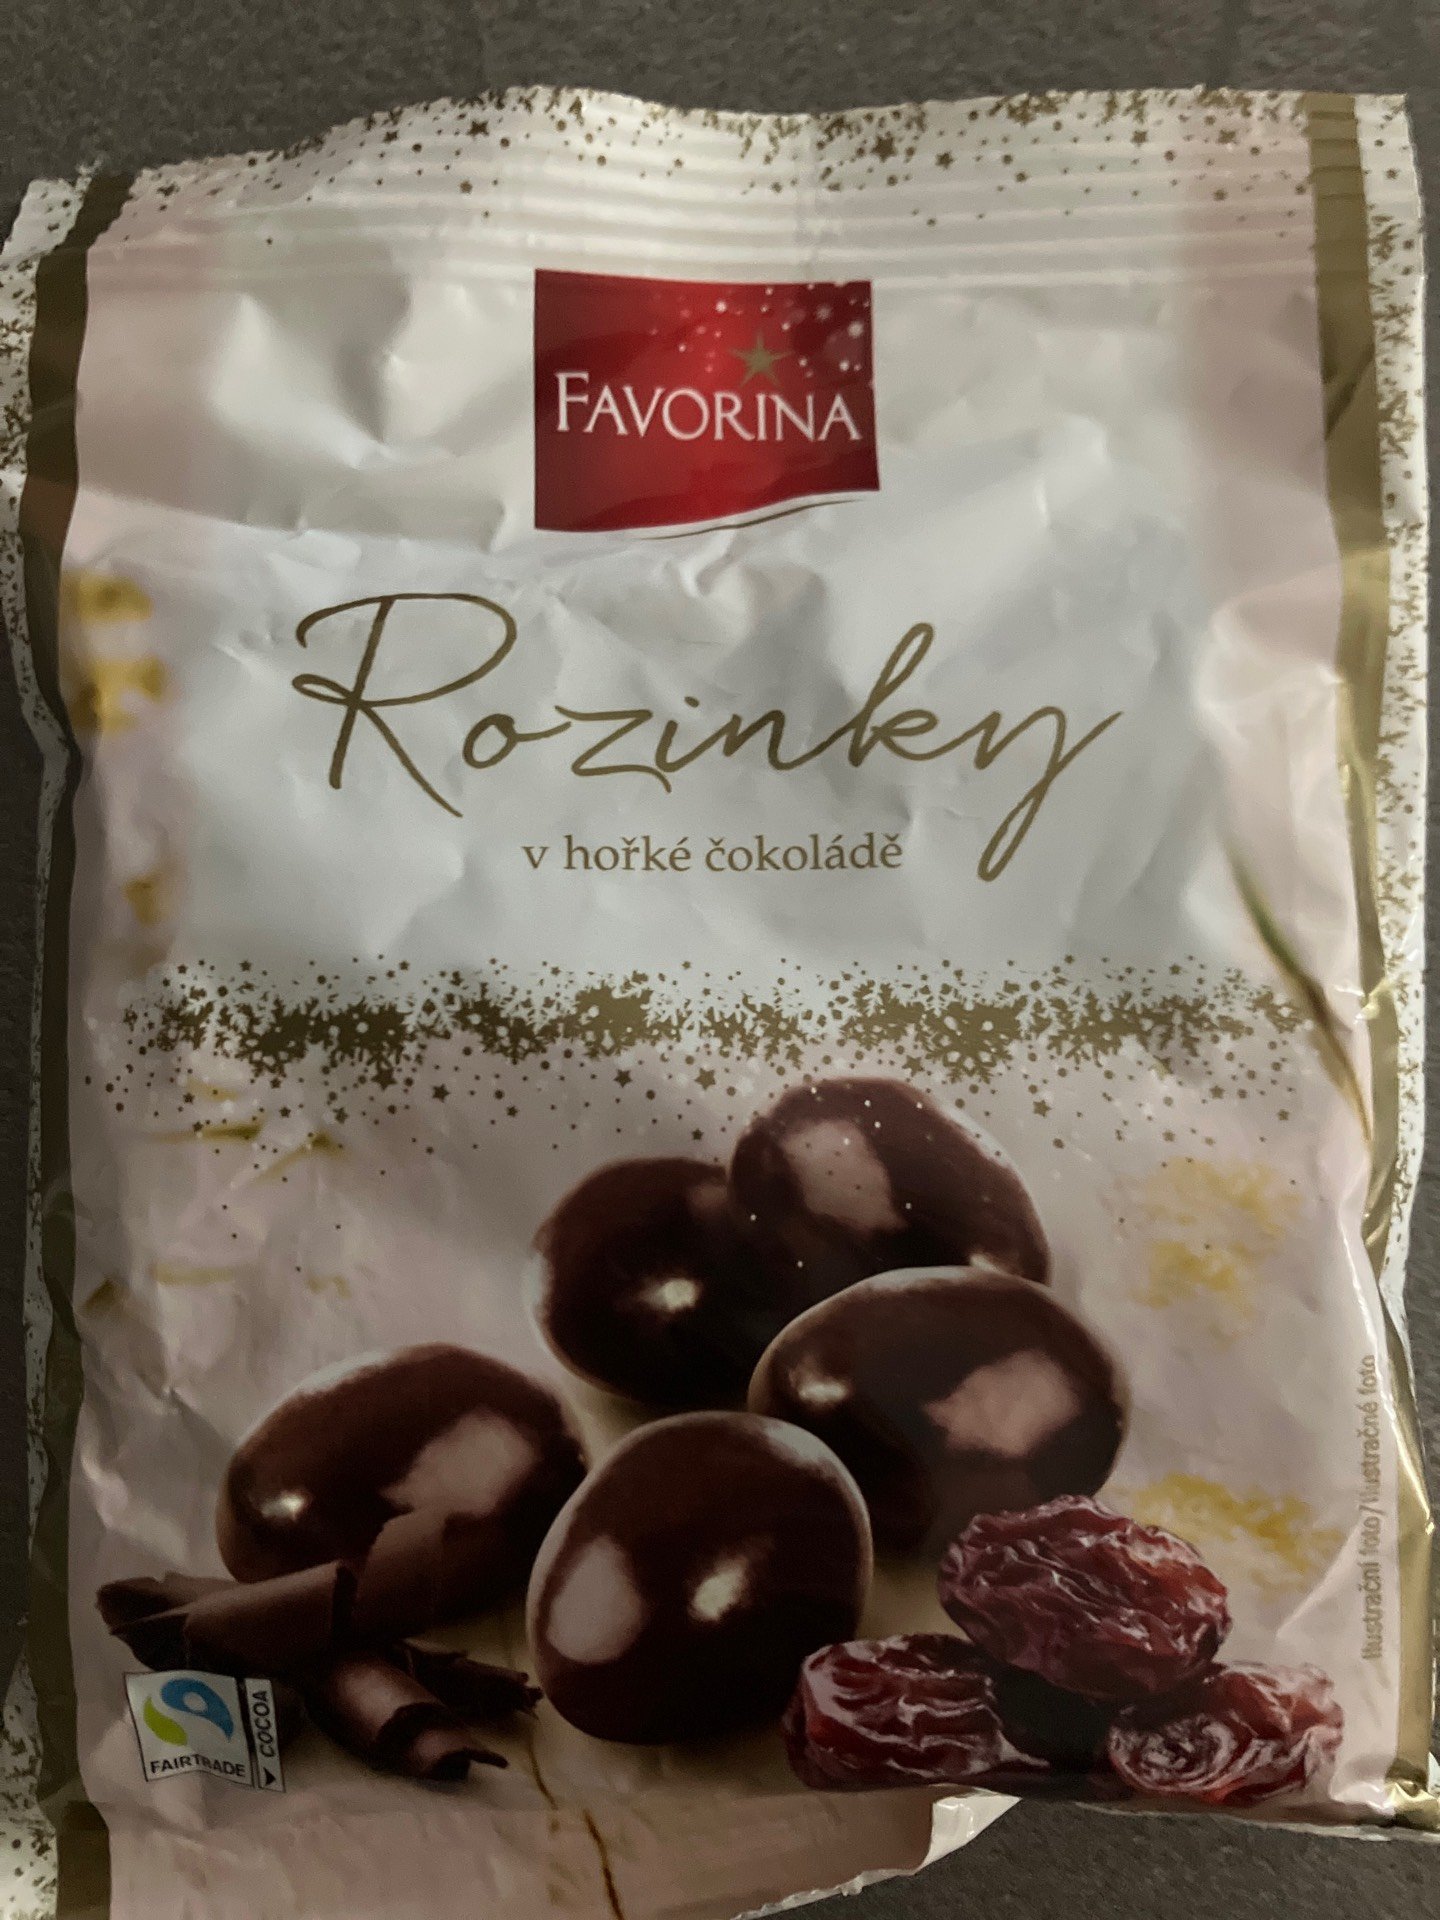 FAVORINA
Rozinky
v hořké čokoládě
Ilustrační foto/Ilustračné foto
FAIRTRADE
COCOA